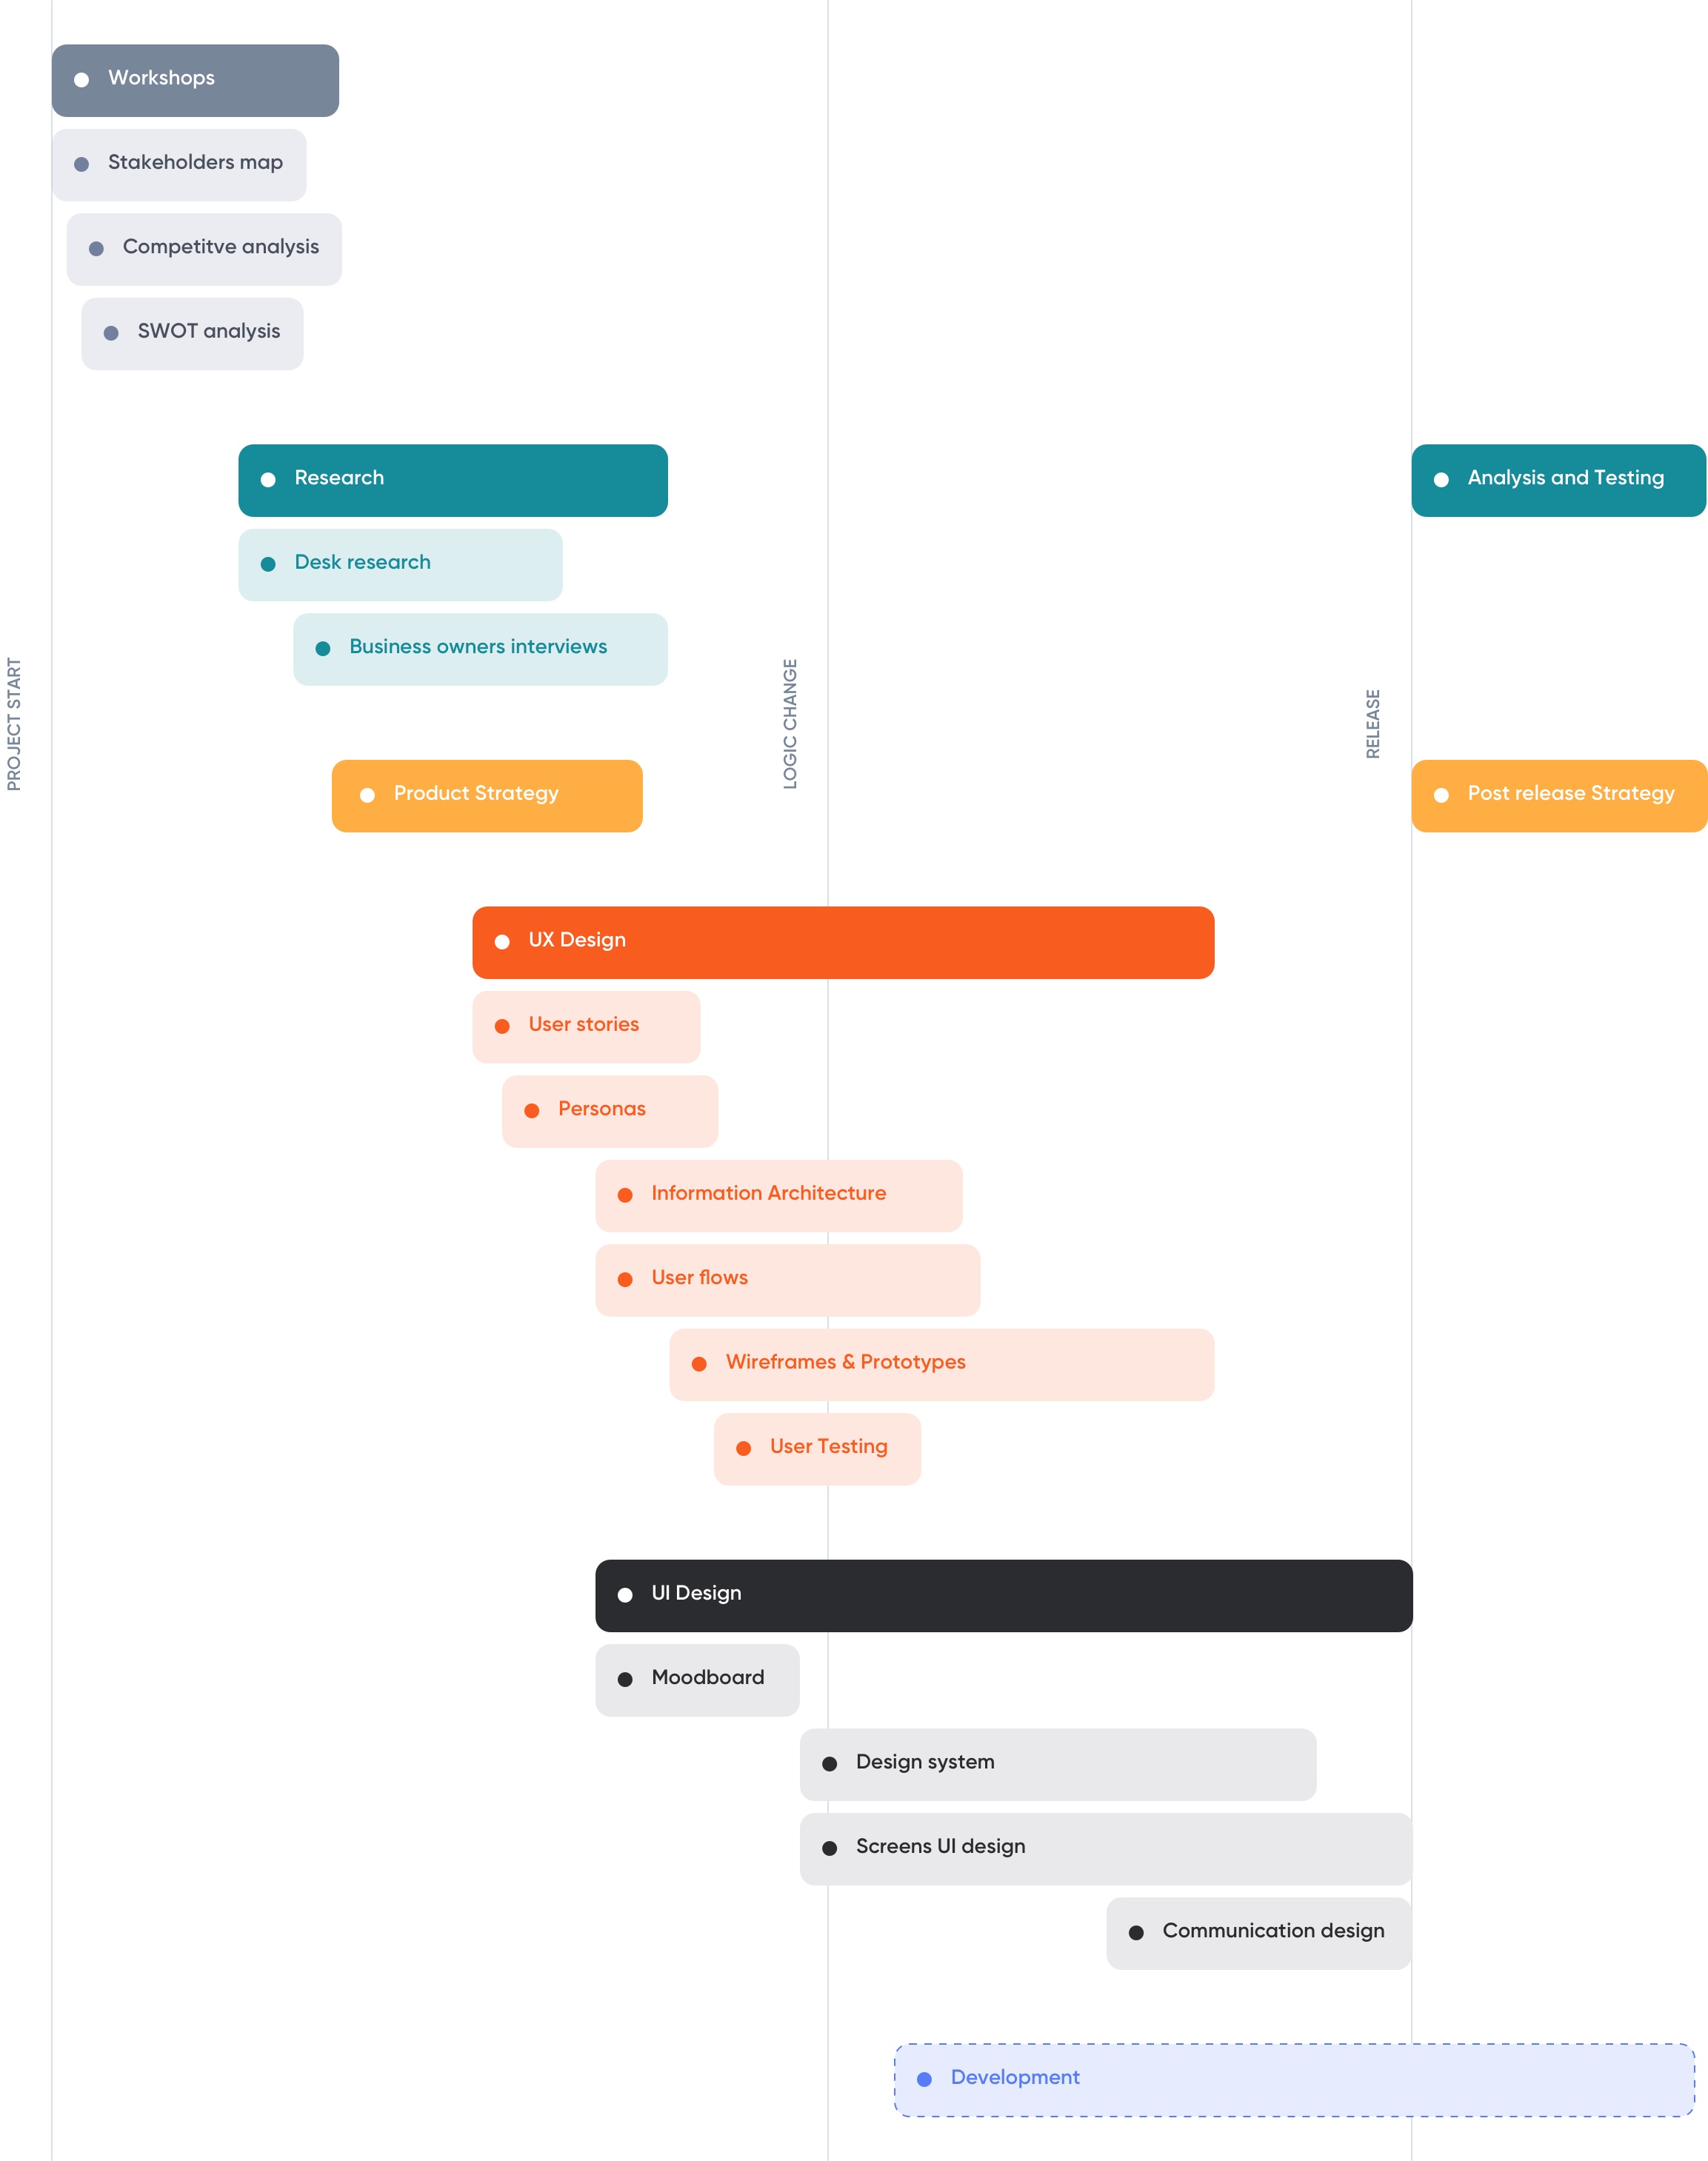 Workshops
Stakeholders map
Competitve analysis
SWOT analysis
Research
Analysis and Testing
Desk research
Business owners interviews
PROJECT START
LOGIC CHANGE
RELEASE
Product Strategy
Post release Strategy
UX Design
User stories
Personas
Information Architecture
User flows
Wireframes & Prototypes
User Testing
UI Design
Moodboard
Design system
Screens UI design
Communication design
Development